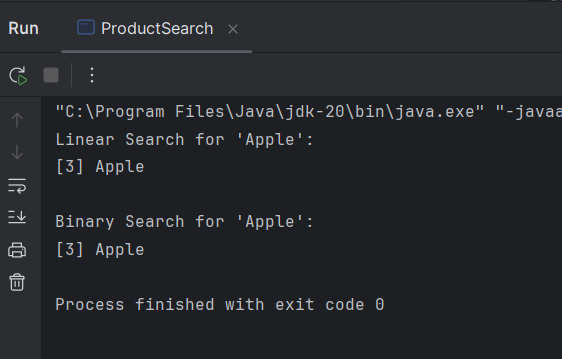 Run ProductSearch
"C:\Program Files\Java\jdk-20\bin\java.exe" "-javaa
Linear Search for 'Apple':
[3] Apple
Binary Search for 'Apple':
[3] Apple
Process finished with exit code 0